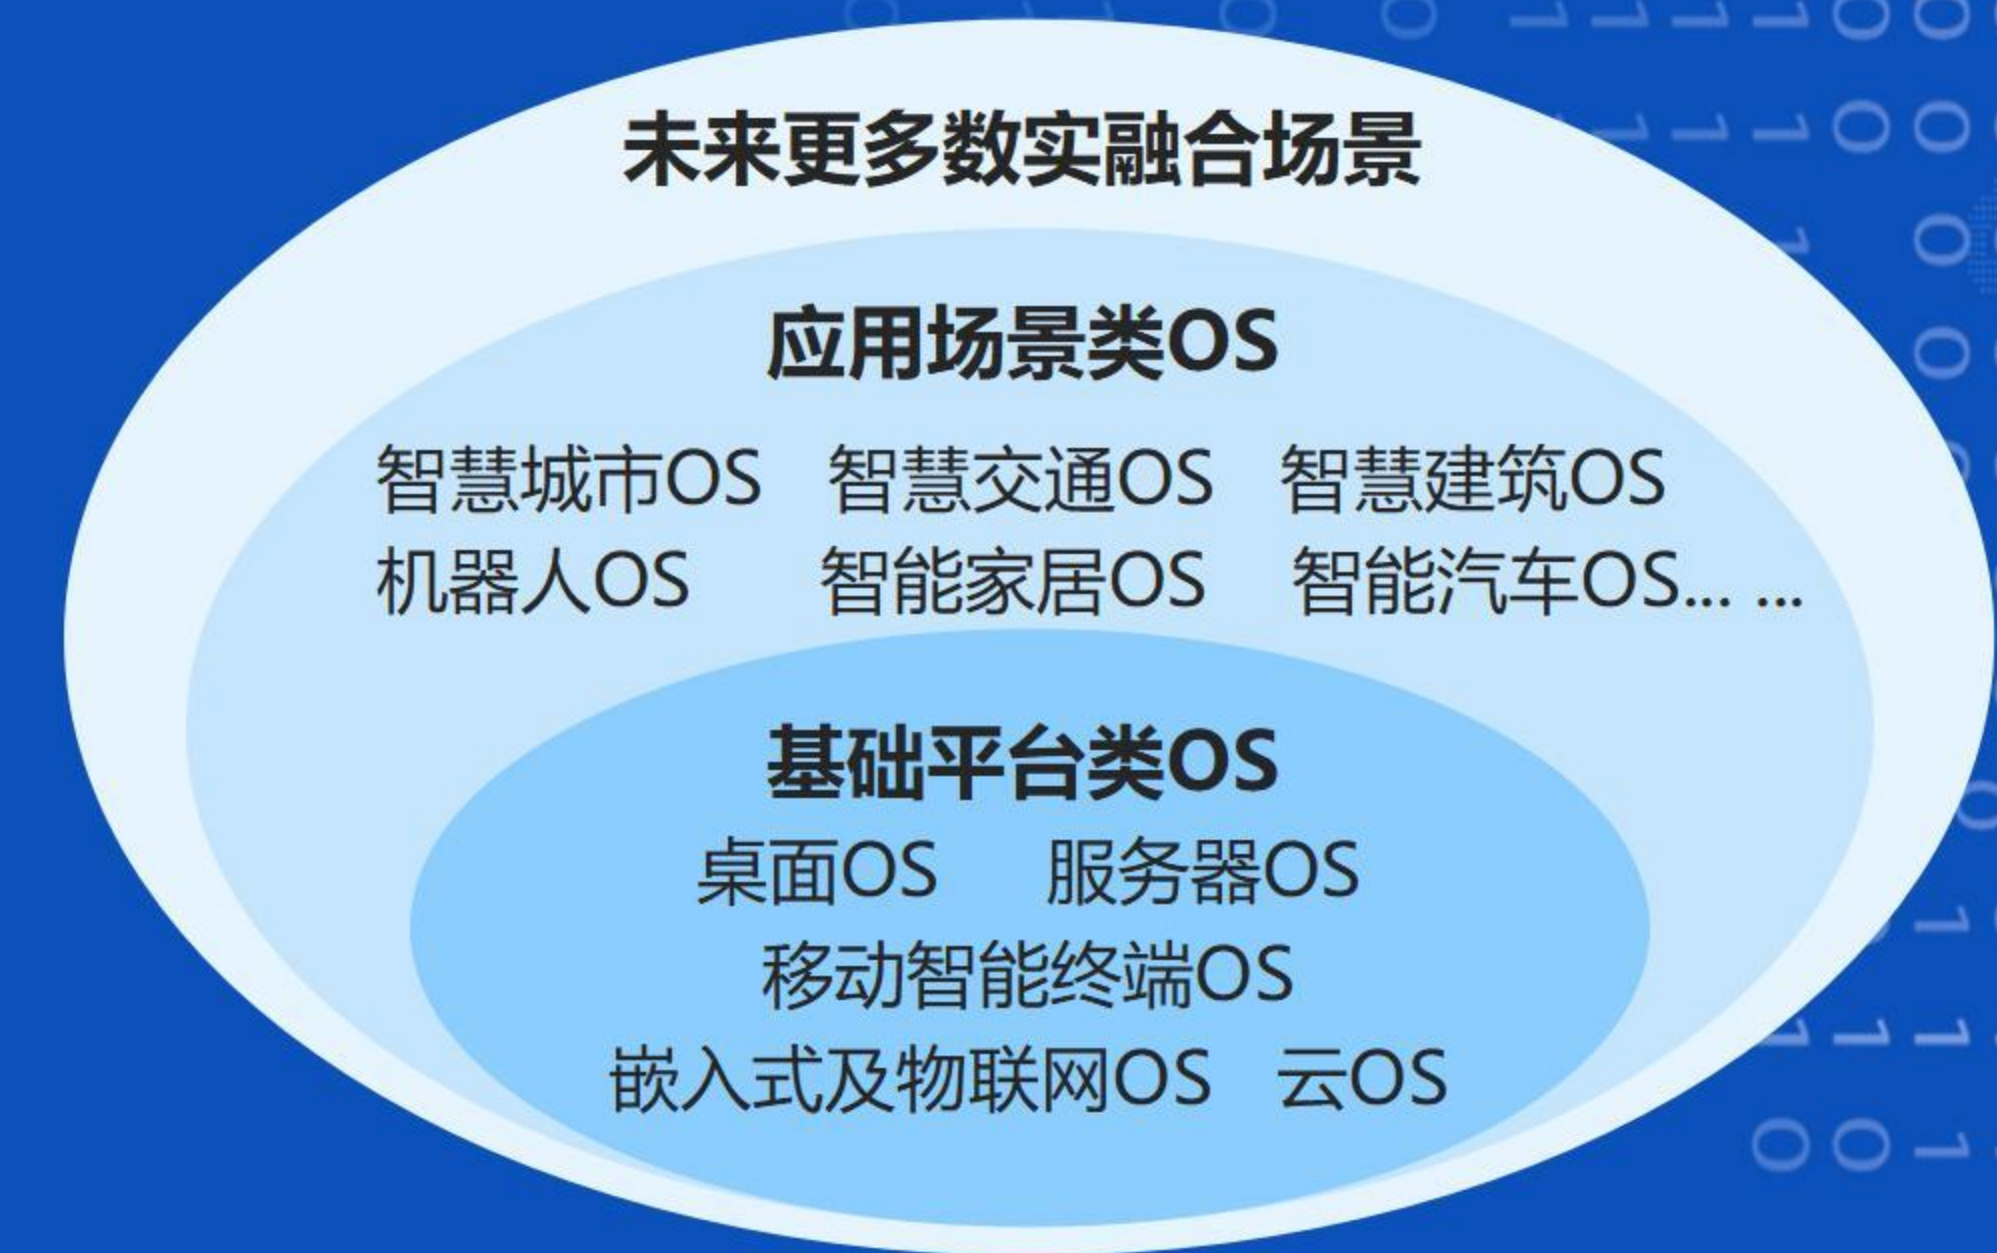 未来更多数实融合场景
应用场景类OS
智慧城市OS 智慧交通OS 智慧建筑OS
机器人OS 智能家居OS 智能汽车OS... ...
基础平台类OS
桌面OS 服务器OS
移动智能终端OS
嵌入式及物联网OS 云OS